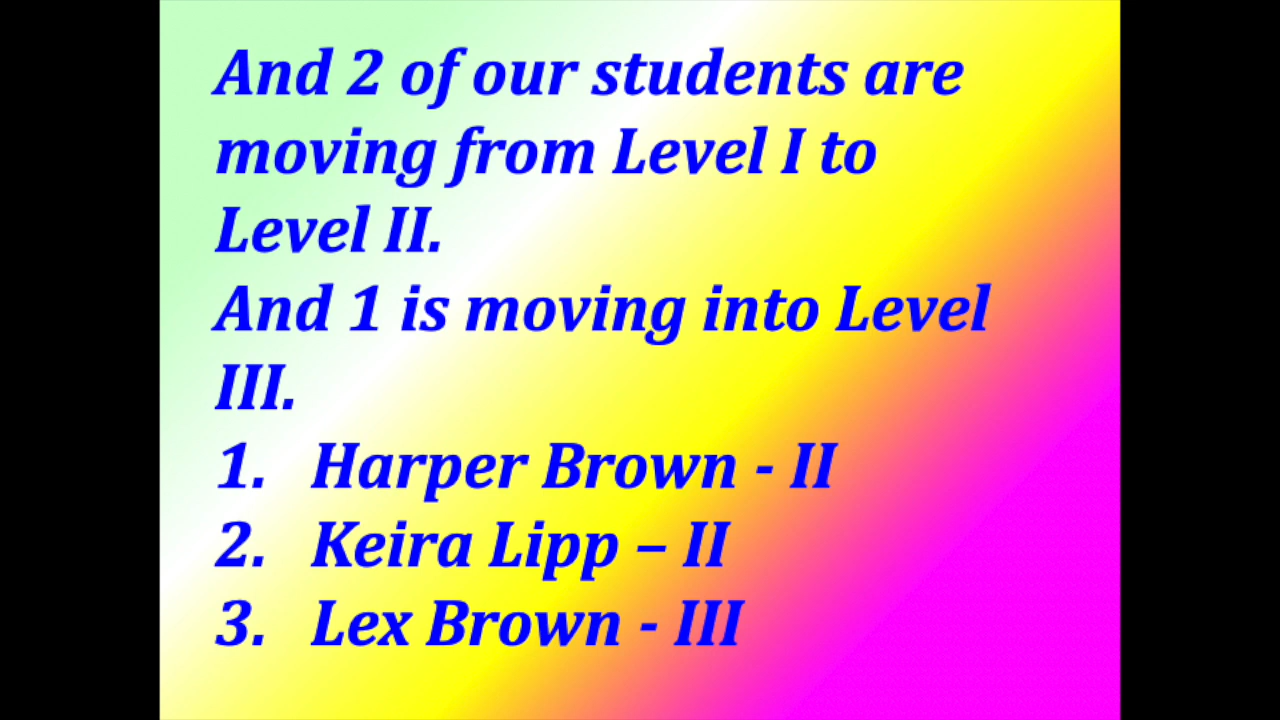 And 2 of our students are
moving from Level I to
Level II.
And 1 is moving into Level
III.
1. Harper Brown - II
2. Keira Lipp – II
3. Lex Brown - III